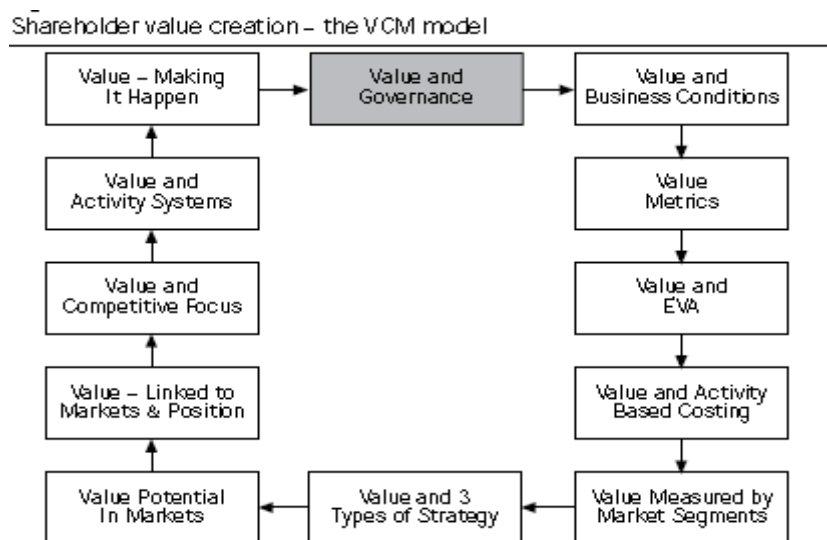 Shareholder value creation – the VCM model
Value – Making
It Happen
Value and
Governance
Value and
Business Conditions
Value and
Activity Systems
Value
Metrics
Value and
Competitive Focus
Value and
EVA
Value – Linked to
Markets & Position
Value and Activity
Based Costing
Value Potential
In Markets
Value and 3
Types of Strategy
Value Measured by
Market Segments